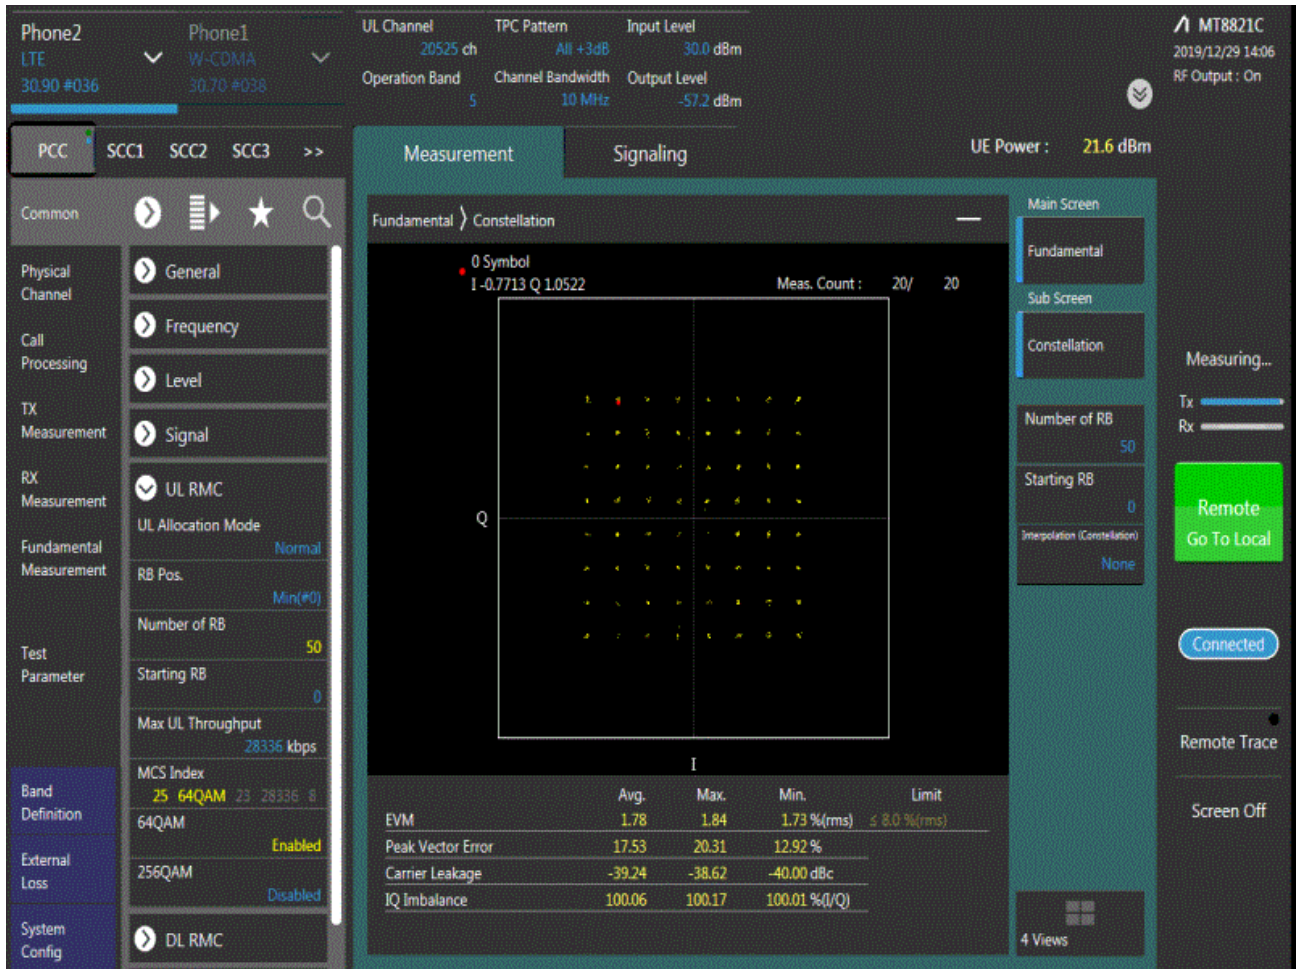 Phone2
LTE
30.90 #036
Phone1
W-CDMA
30.70 #038
UL Channel
20525 ch
TPC Pattern
All +3dB
Input Level
30.0 dBm
Operation Band
5
Channel Bandwidth
10 MHz
Output Level
-57.2 dBm
MT8821C
2019/12/29 14:06
RF Output : On
PCC SCC1 SCC2 SCC3 >>
Measurement
Signaling
UE Power : 21.6 dBm
Common
Physical
Channel
Call
Processing
TX
Measurement
RX
Measurement
Fundamental
Measurement
Test
Parameter
Band
Definition
External
Loss
System
Config
General
Frequency
Level
Signal
UL RMC
UL Allocation Mode
Normal
RB Pos.
Min(#0)
Number of RB
50
Starting RB
0
Max UL Throughput
28336 kbps
MCS Index
25 64QAM 23 28336 8
64QAM
Enabled
256QAM
Disabled
DL RMC
Fundamental 〉 Constellation
0 Symbol
I -0.7713 Q 1.0522
Meas. Count : 20/ 20
Q
I
Avg. Max. Min. Limit
EVM 1.78 1.84 1.73 %(rms) ≤ 8.0 %(rms)
Peak Vector Error 17.53 20.31 12.92 %
Carrier Leakage -39.24 -38.62 -40.00 dBc
IQ Imbalance 100.06 100.17 100.01 %(I/Q)
Main Screen
Fundamental
Sub Screen
Constellation
Number of RB
50
Starting RB
0
Interpolation (Constellation)
None
4 Views
Measuring...
Tx
Rx
Remote
Go To Local
Connected
Remote Trace
Screen Off